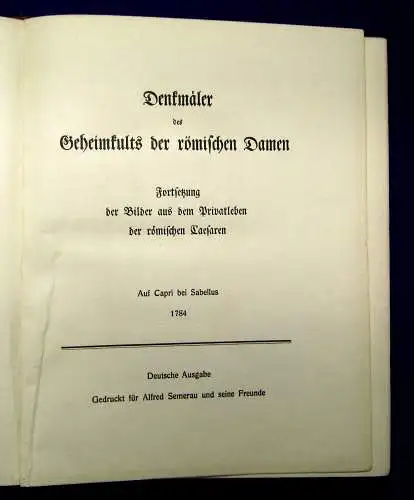 Denkmäler
des
Geheimkults der römischen Damen
Fortsetzung
der Bilder aus dem Privatleben
der römischen Caesaren
Auf Capri bei Sabellus
1784
Deutsche Ausgabe
Gedruckt für Alfred Semerau und seine Freunde